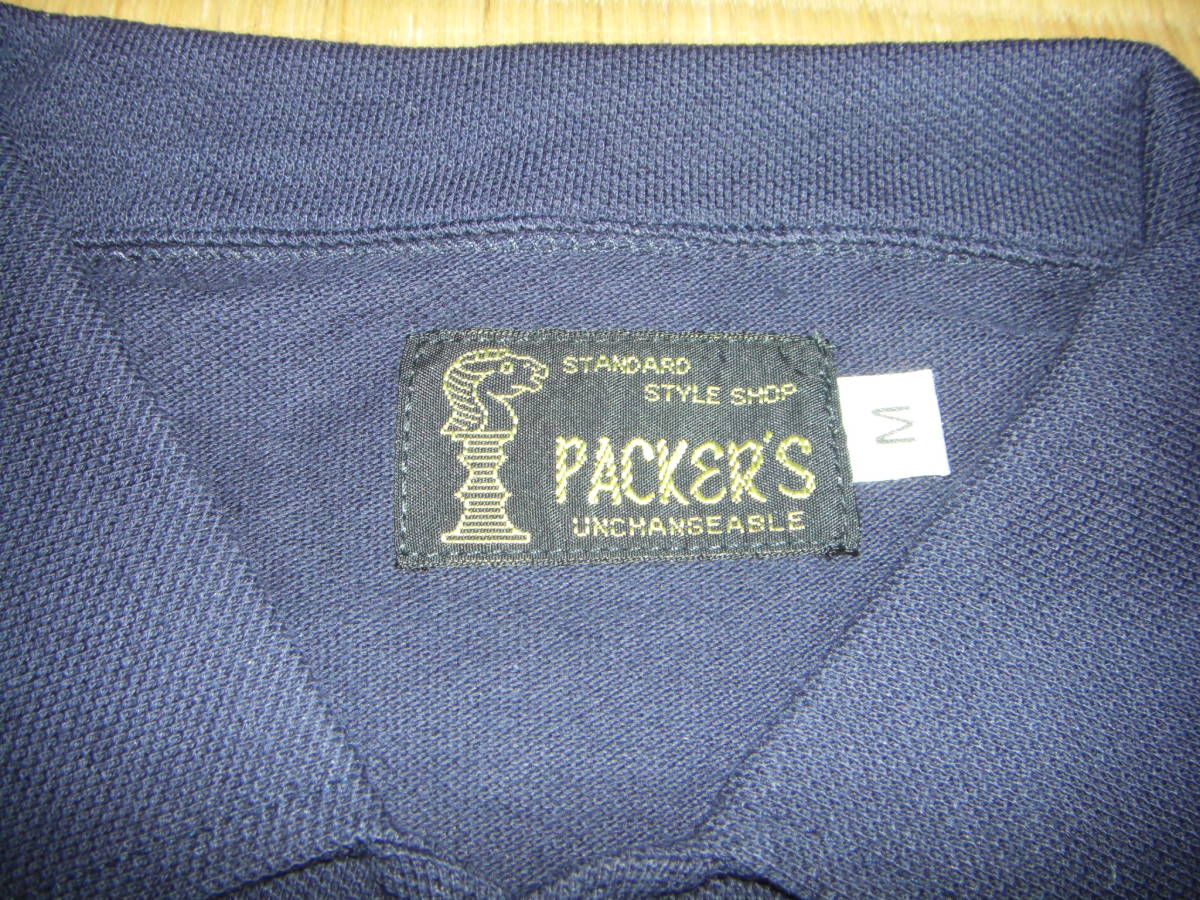 STANDARD
STYLE SHOP
PACKER'S
UNCHANGEABLE
M